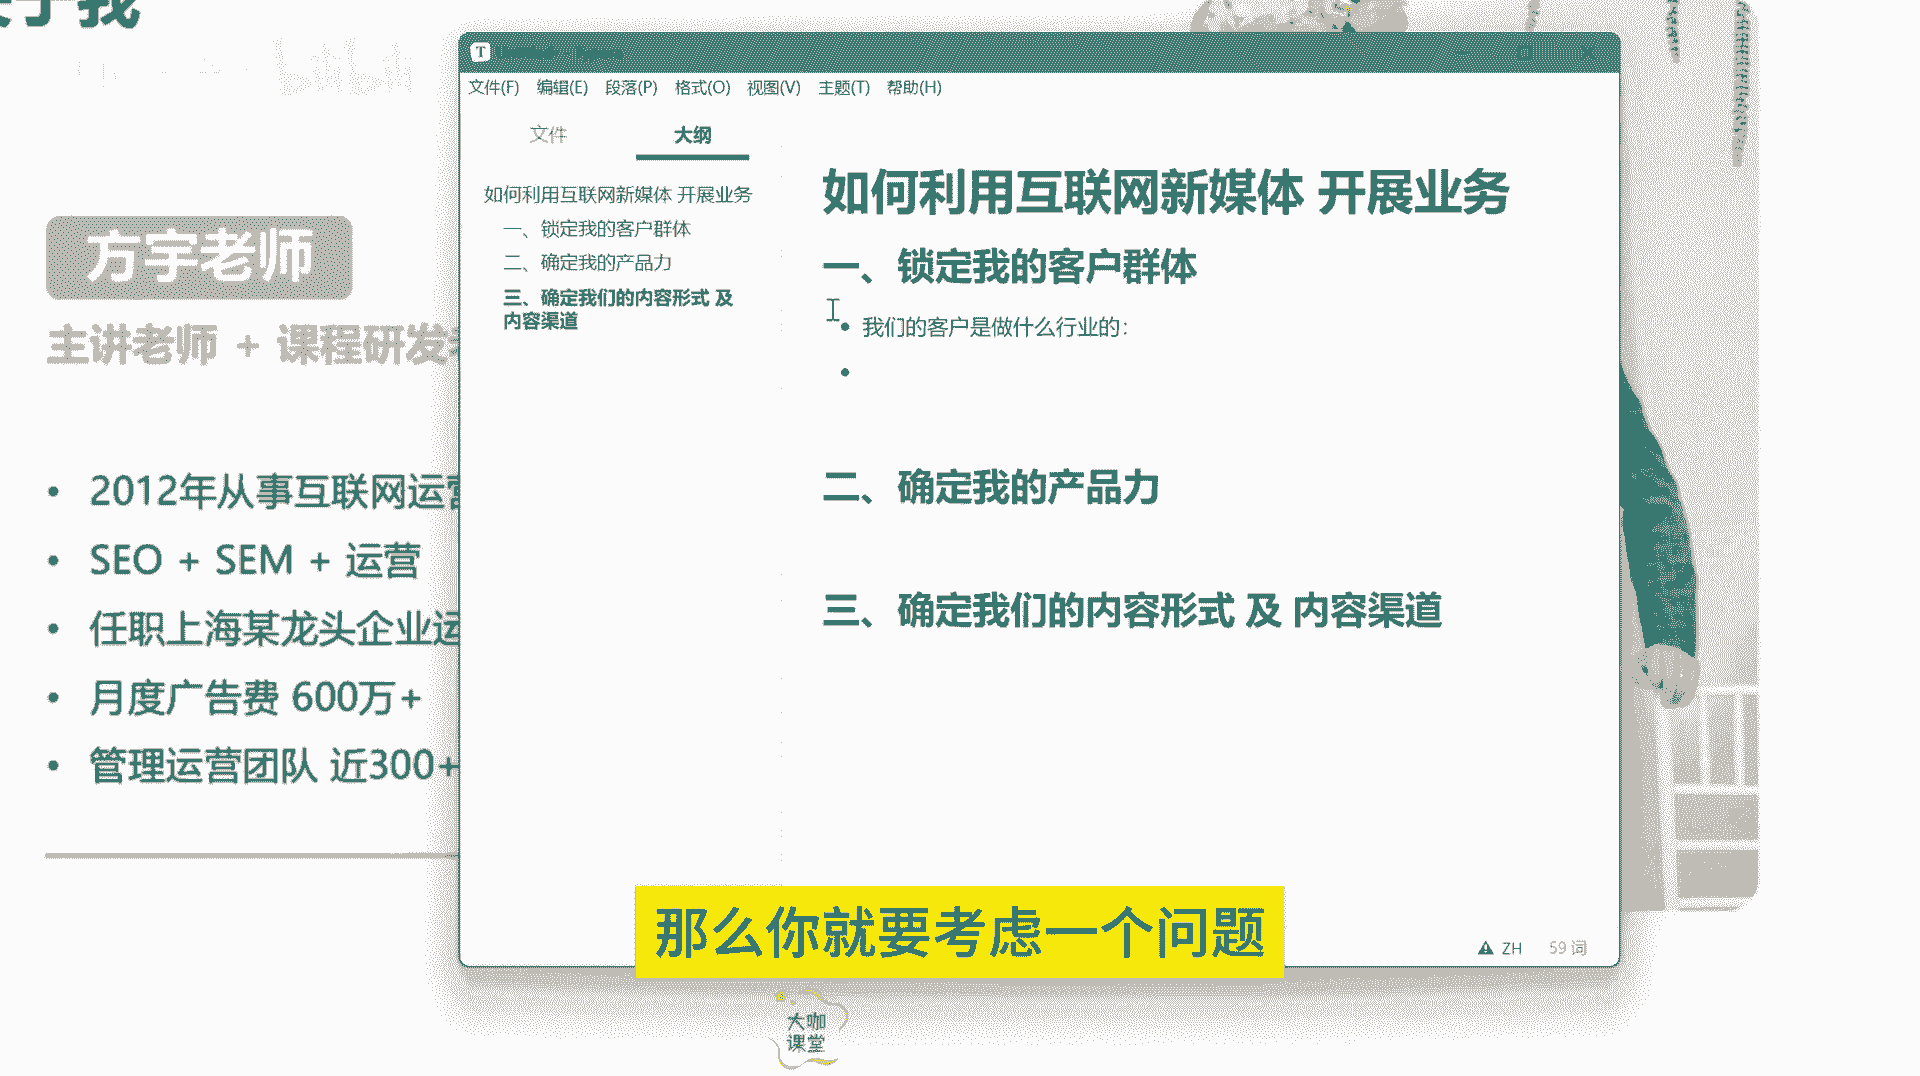 关于我
bilibili
方宇老师
主讲老师 + 课程研发老
2012年从事互联网运营
SEO + SEM + 运营
任职上海某龙头企业运
月度广告费 600万+
管理运营团队 近300+
T
文件(F) 编辑(E) 段落(P) 格式(O) 视图(V) 主题(T) 帮助(H)
文件 大纲
如何利用互联网新媒体 开展业务
一、锁定我的客户群体
二、确定我的产品力
三、确定我们的内容形式 及
内容渠道
如何利用互联网新媒体 开展业务
一、锁定我的客户群体
我们的客户是做什么行业的：
二、确定我的产品力
三、确定我们的内容形式 及 内容渠道
ZH 59 词
那么你就要考虑一个问题
大咖
课堂